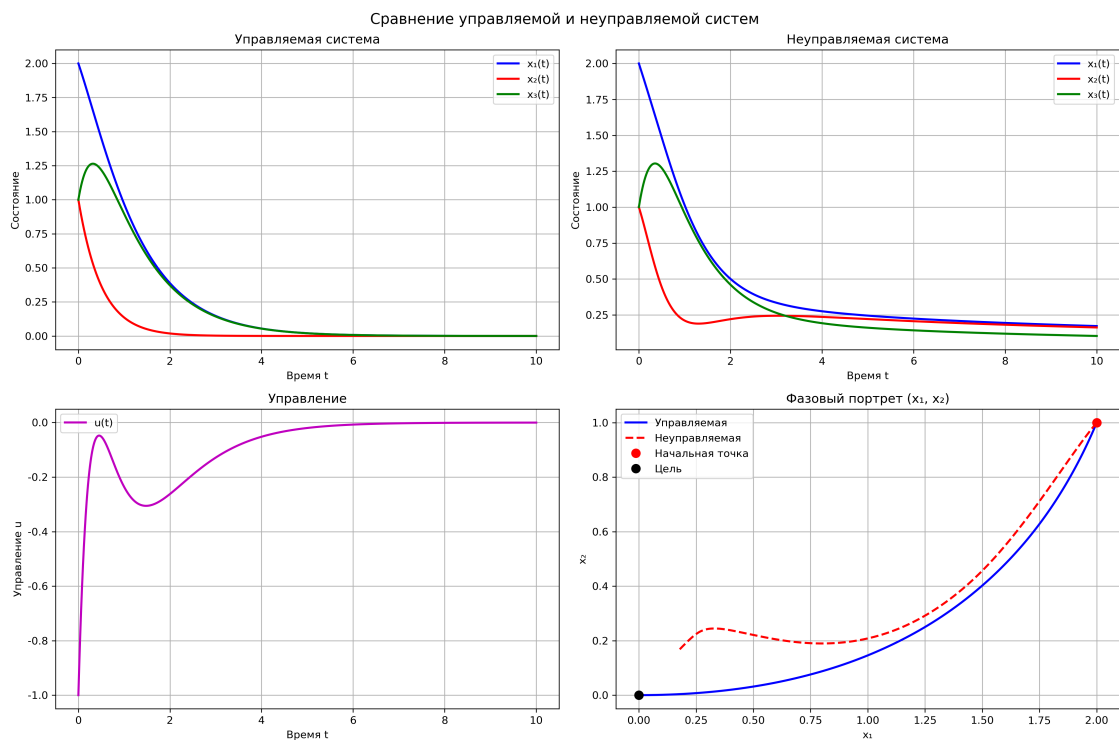 Сравнение управляемой и неуправляемой систем
Управляемая система
2.00
1.75
1.50
1.25
1.00
0.75
0.50
0.25
0.00
Состояние
x₁(t)
x₂(t)
x₃(t)
0 2 4 6 8 10
Время t
Неуправляемая система
2.00
1.75
1.50
1.25
1.00
0.75
0.50
0.25
Состояние
x₁(t)
x₂(t)
x₃(t)
0 2 4 6 8 10
Время t
Управление
0.0
-0.2
-0.4
-0.6
-0.8
-1.0
Управление u
u(t)
0 2 4 6 8 10
Время t
Фазовый портрет (x₁, x₂)
1.0
0.8
0.6
0.4
0.2
0.0
x₂
Управляемая
Неуправляемая
Начальная точка
Цель
0.00 0.25 0.50 0.75 1.00 1.25 1.50 1.75 2.00
x₁